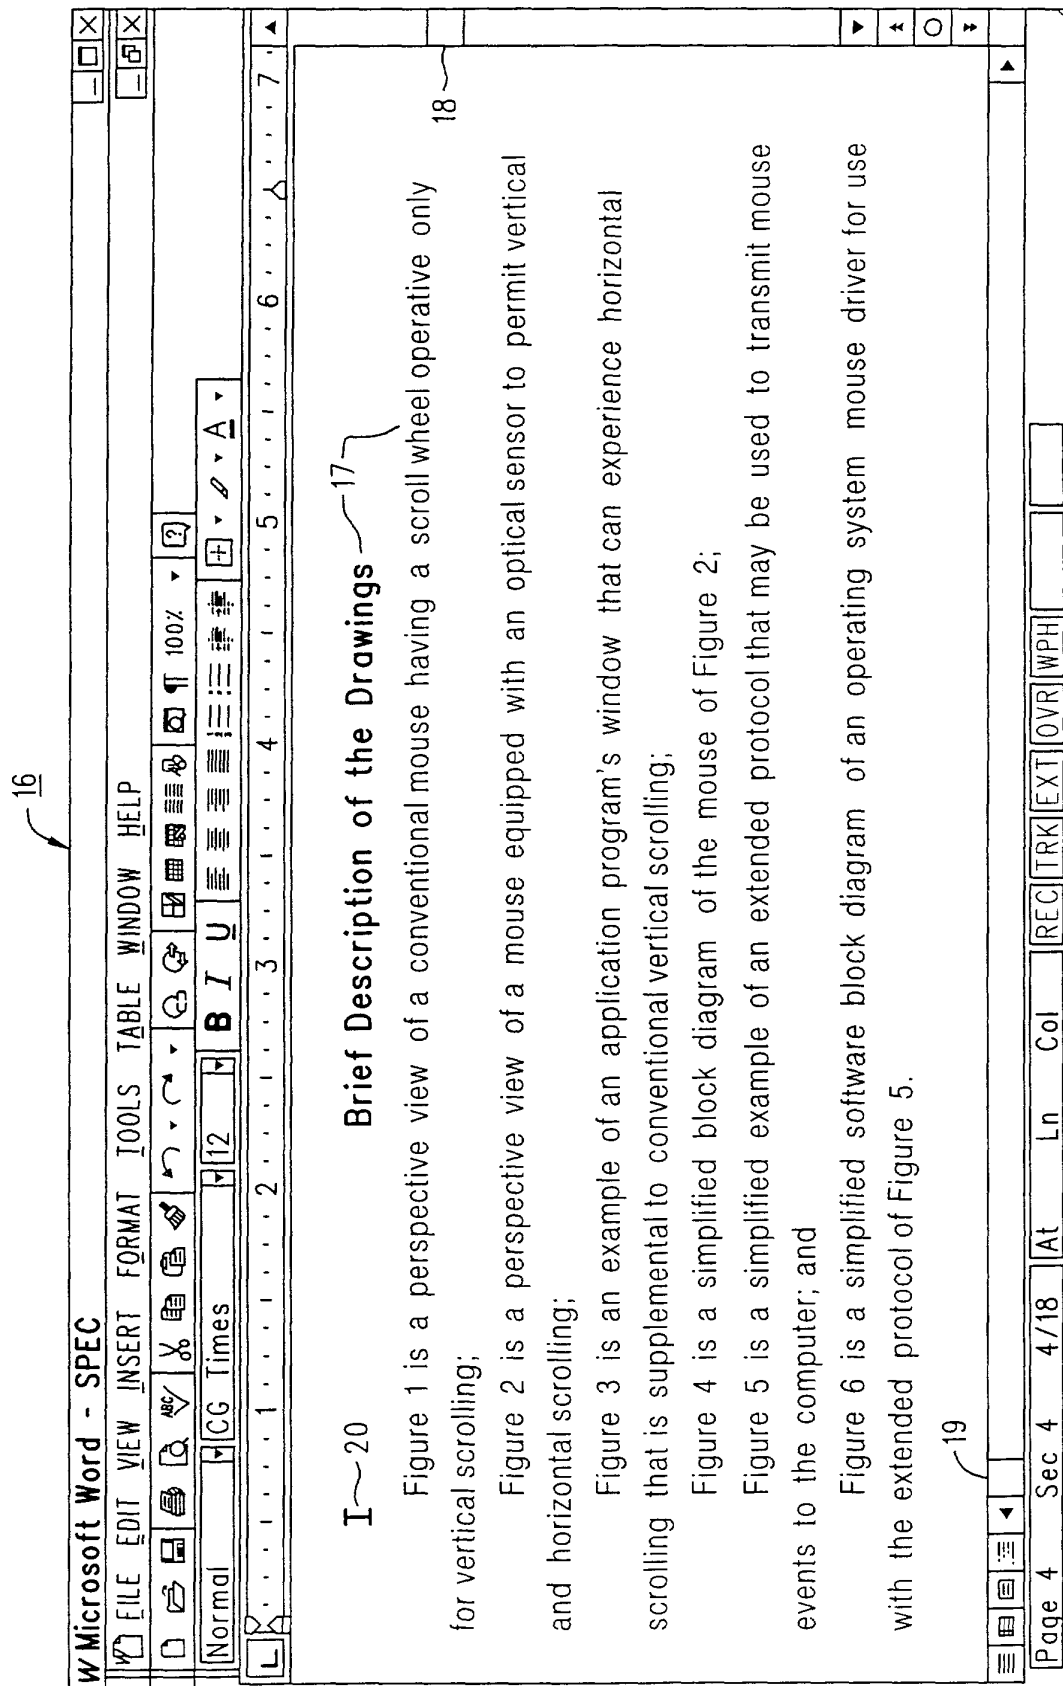 16
W Microsoft Word - SPEC
FILE EDIT VIEW INSERT FORMAT TOOLS TABLE WINDOW HELP
ABC 100% ?
Normal CG Times 12 B I U A
L 1 2 3 4 5 6 7
I 20 Brief Description of the Drawings 17
Figure 1 is a perspective view of a conventional mouse having a scroll wheel operative only
for vertical scrolling;
18
Figure 2 is a perspective view of a mouse equipped with an optical sensor to permit vertical
and horizontal scrolling;
Figure 3 is an example of an application program's window that can experience horizontal
scrolling that is supplemental to conventional vertical scrolling;
Figure 4 is a simplified block diagram of the mouse of Figure 2;
Figure 5 is a simplified example of an extended protocol that may be used to transmit mouse
events to the computer; and
Figure 6 is a simplified software block diagram of an operating system mouse driver for use
with the extended protocol of Figure 5.
19
Page 4 Sec 4 4/18 At Ln Col REC TRK EXT OVR WPH